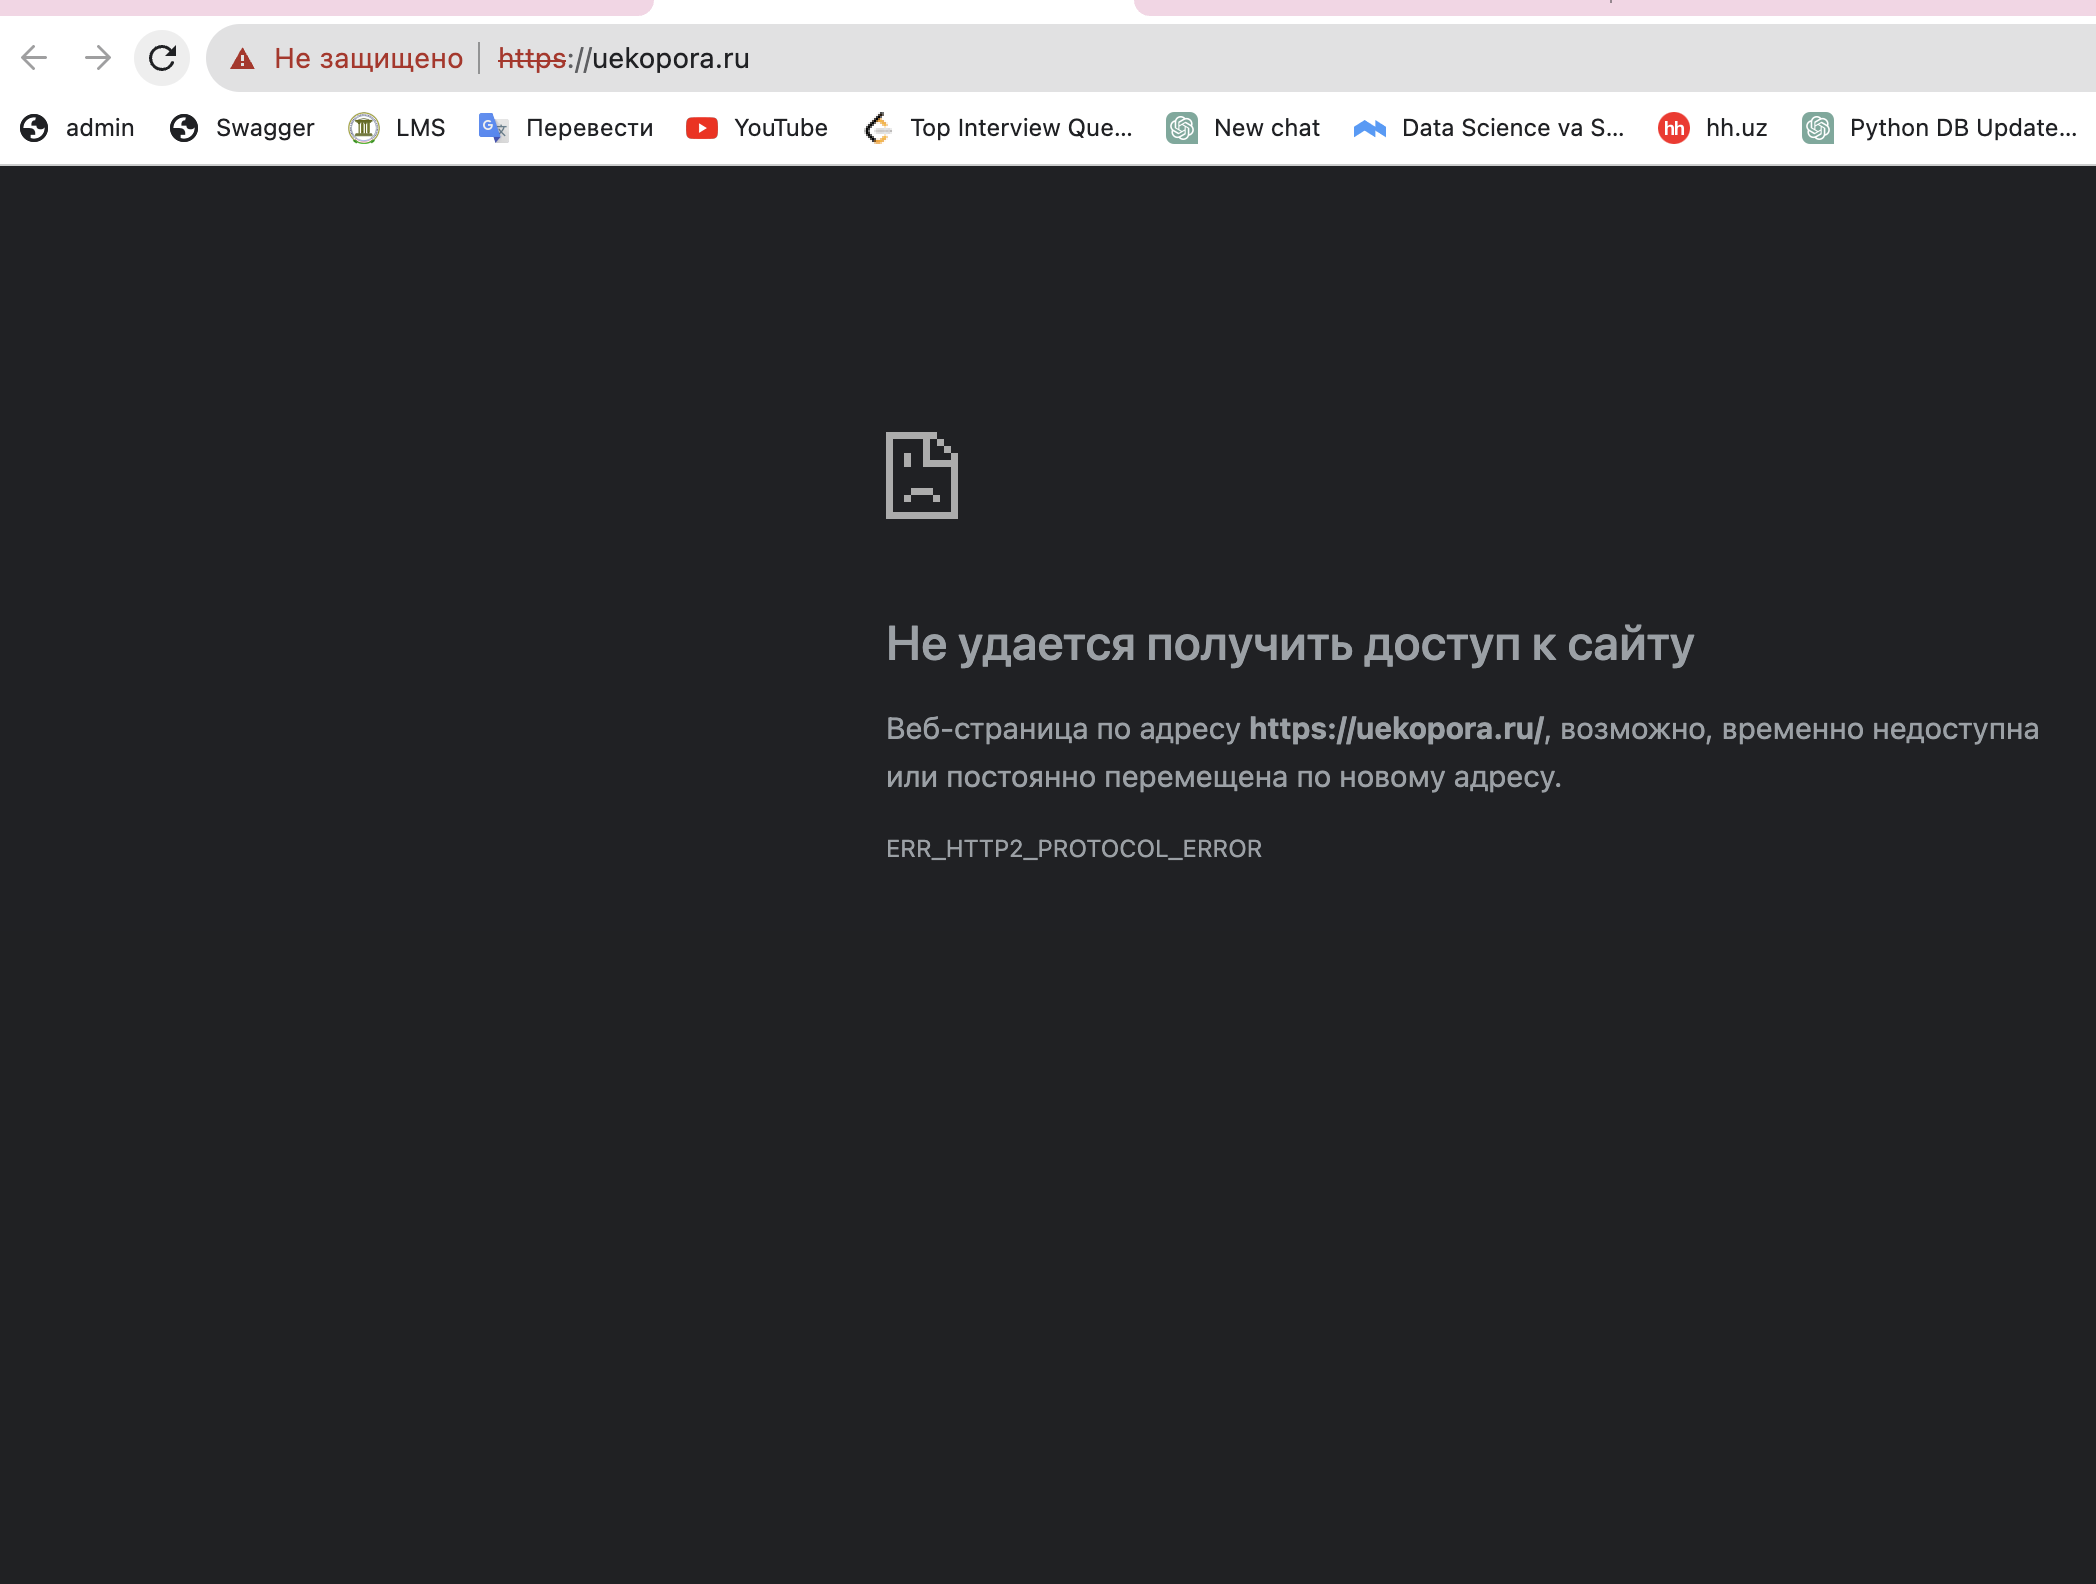 Не защищено https://uekopora.ru
admin Swagger LMS Перевести YouTube Top Interview Que... New chat Data Science va S... hh hh.uz Python DB Update...
Не удается получить доступ к сайту
Веб-страница по адресу https://uekopora.ru/, возможно, временно недоступна
или постоянно перемещена по новому адресу.
ERR_HTTP2_PROTOCOL_ERROR